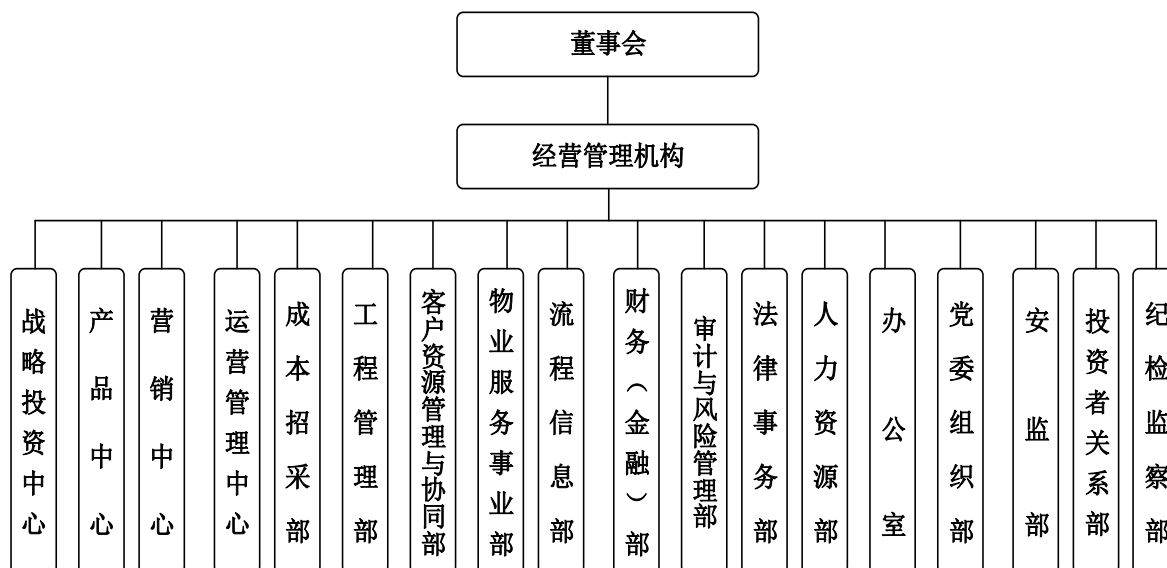 董事会
经营管理机构
战略投资中心
产品中心
营销中心
运营管理中心
成本招采部
工程管理部
客户资源管理与协同部
物业服务事业部
流程信息部
财务（金融）部
审计与风险管理部
法律事务部
人力资源部
办公室
党委组织部
安监部
投资者关系部
纪检监察部